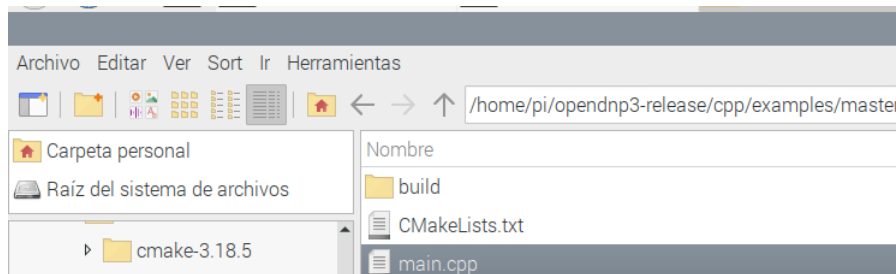 Archivo Editar Ver Sort Ir Herramientas
/home/pi/opendnp3-release/cpp/examples/master
Carpeta personal
Raíz del sistema de archivos
cmake-3.18.5
Nombre
build
CMakeLists.txt
main.cpp